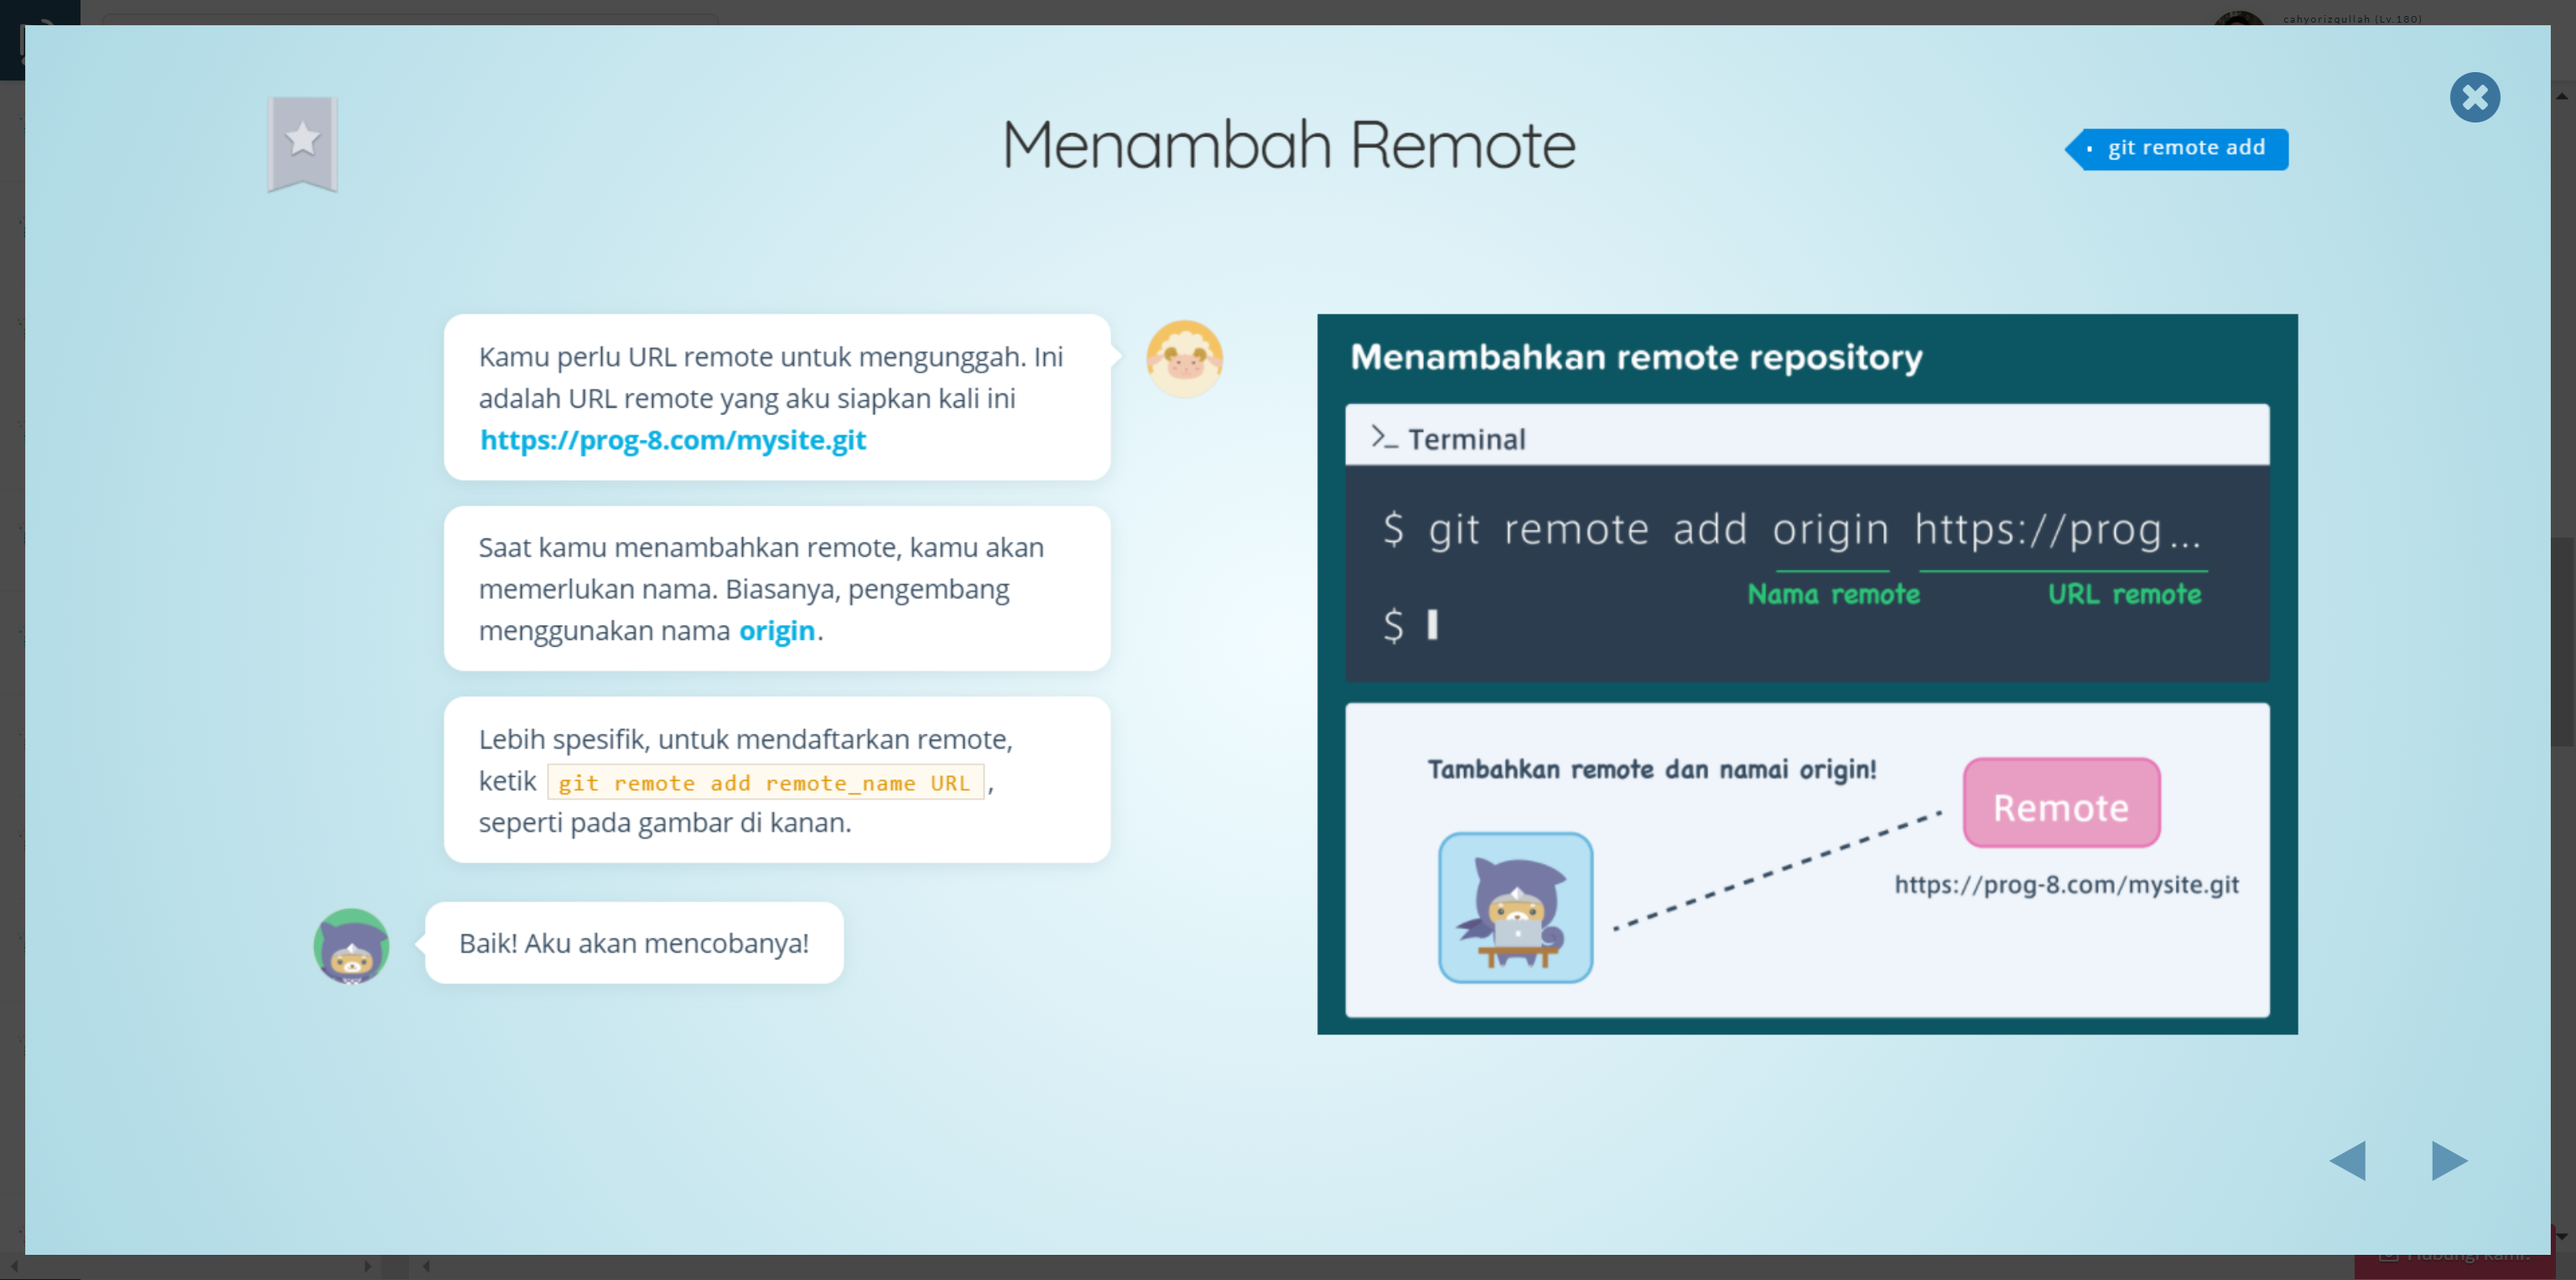 cahyorizqullah (Lv.180)
Menambah Remote
git remote add
Kamu perlu URL remote untuk mengunggah. Ini
adalah URL remote yang aku siapkan kali ini
https://prog-8.com/mysite.git
Saat kamu menambahkan remote, kamu akan
memerlukan nama. Biasanya, pengembang
menggunakan nama origin.
Lebih spesifik, untuk mendaftarkan remote,
ketik git remote add remote_name URL ,
seperti pada gambar di kanan.
Baik! Aku akan mencobanya!
Menambahkan remote repository
>_ Terminal
$ git remote add origin https://prog...
Nama remote URL remote
$
Tambahkan remote dan namai origin!
Remote
https://prog-8.com/mysite.git
Hubungi kami!